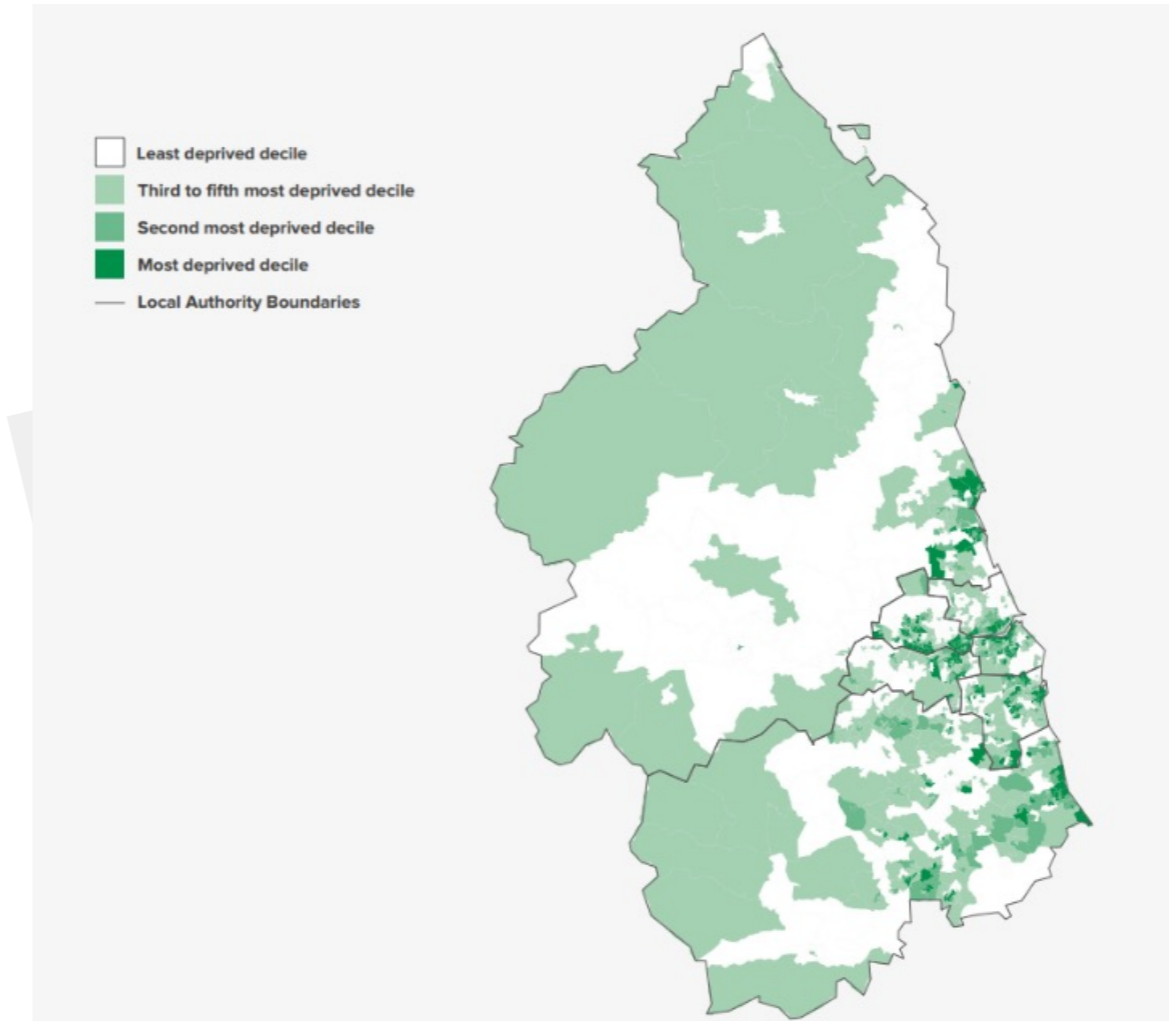 Least deprived decile
Third to fifth most deprived decile
Second most deprived decile
Most deprived decile
Local Authority Boundaries